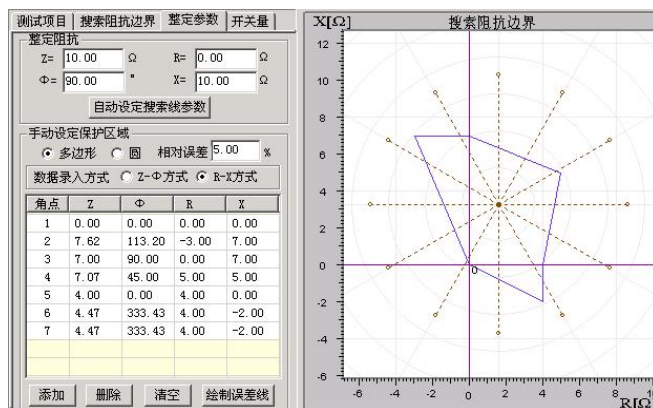 测试项目 搜索阻抗边界 整定参数 开关量
整定阻抗
Z= 10.00 Ω R= 0.00 Ω
Φ= 90.00 ° X= 10.00 Ω
自动设定搜索线参数
手动设定保护区域
多边形 圆 相对误差 5.00 %
数据录入方式 Z-Φ方式 R-X方式
角点 Z Φ R X
1 0.00 0.00 0.00 0.00
2 7.62 113.20 -3.00 7.00
3 7.00 90.00 0.00 7.00
4 7.07 45.00 5.00 5.00
5 4.00 0.00 4.00 0.00
6 4.47 333.43 4.00 -2.00
7 4.47 333.43 4.00 -2.00
添加 删除 清空 绘制误差线
X[Ω] 搜索阻抗边界
12
10
8
6
4
2
0
0
-2
-4
-6
-6 -4 -2 0 2 4 6 8 10
R[Ω]